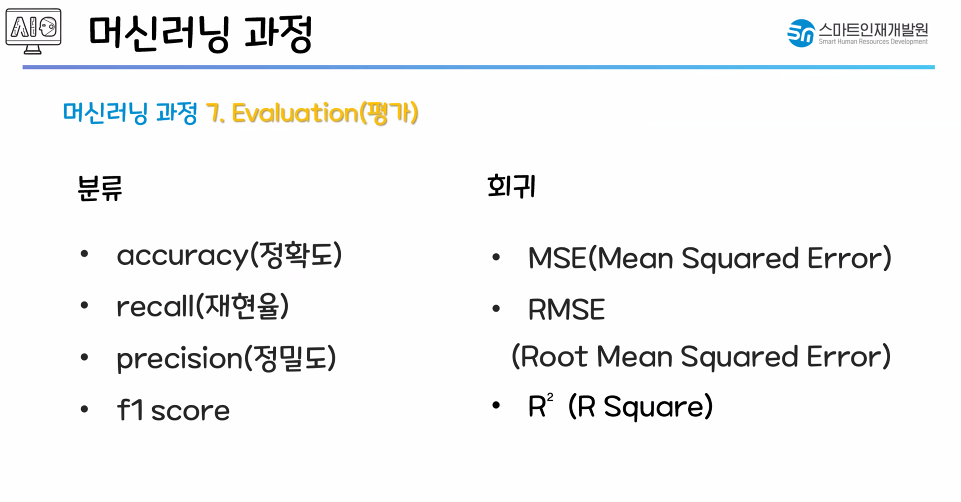 AI
머신러닝 과정
스마트인재개발원
Smart Human Resources Development
머신러닝 과정 7. Evaluation(평가)
분류
• accuracy(정확도)
• recall(재현율)
• precision(정밀도)
• f1 score
회귀
• MSE(Mean Squared Error)
• RMSE
(Root Mean Squared Error)
• R² (R Square)